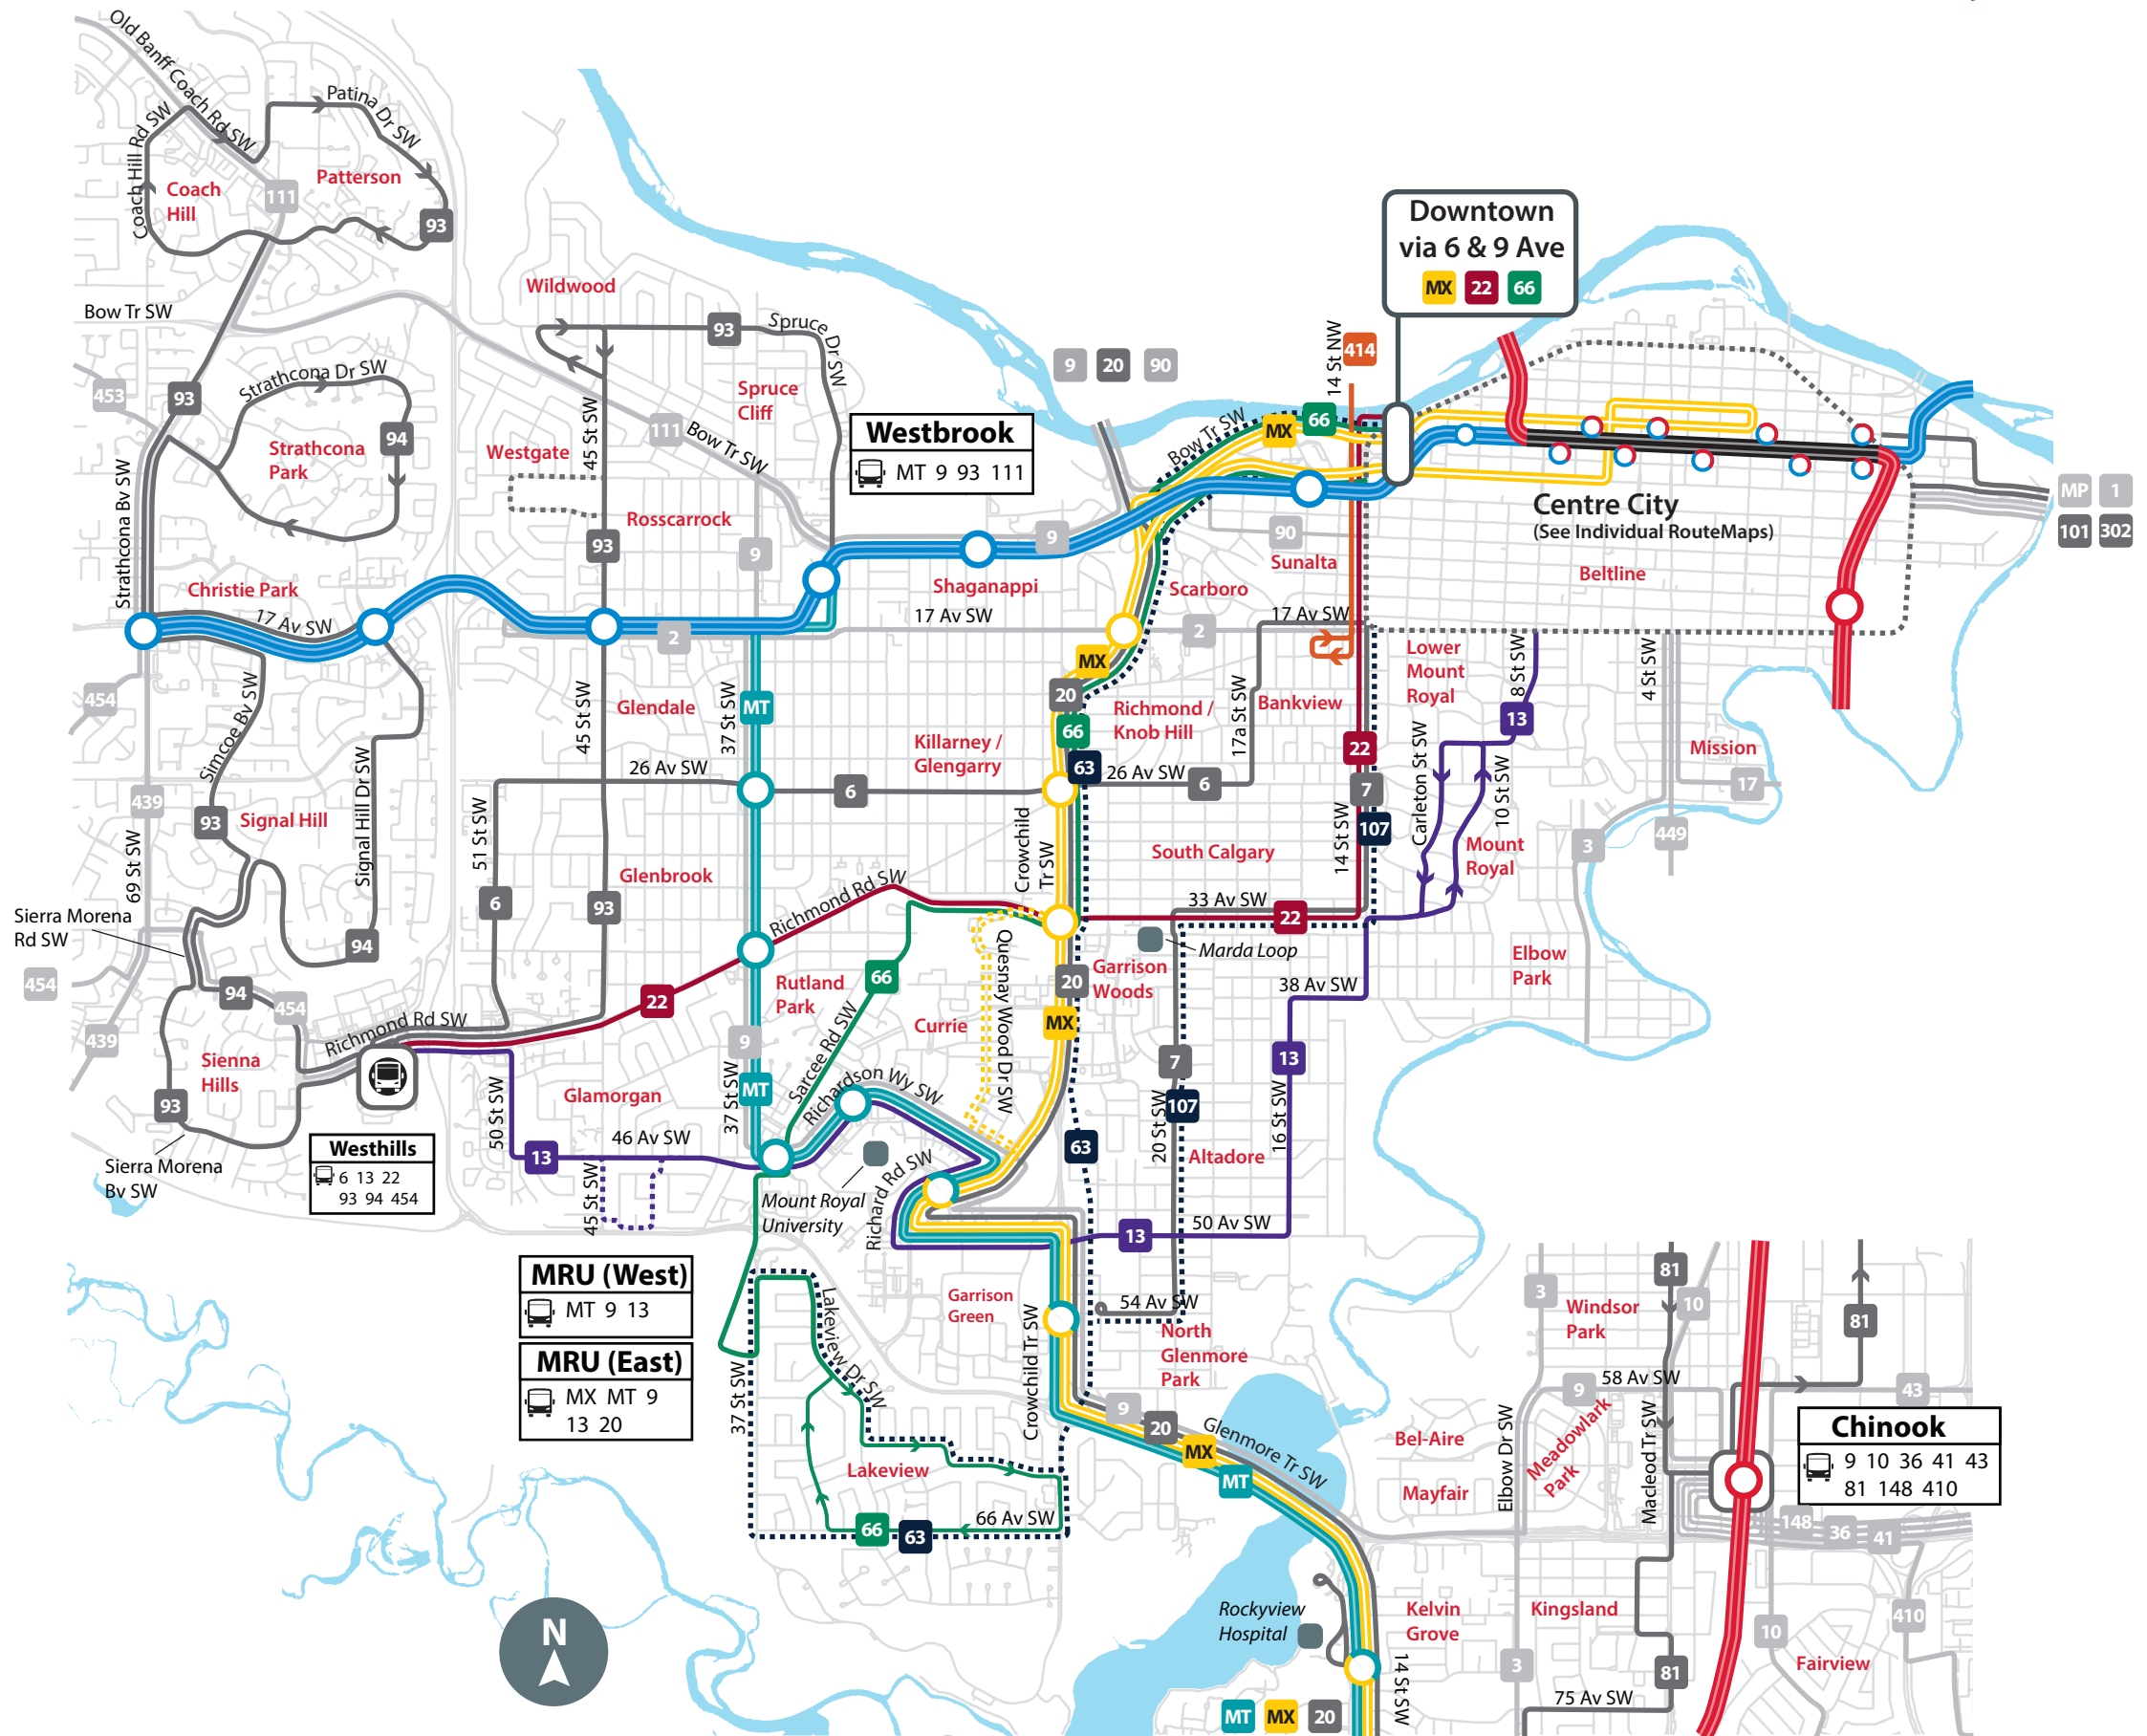 Old Banff Coach Rd SW
Patina Dr SW
Coach Hill Rd SW
Coach
Hill
111
Patterson
93
Bow Tr SW
Wildwood
93
Spruce Dr SW
Spruce
Cliff
453
93
Strathcona Dr SW
94
Strathcona
Park
Westgate
45 St SW
111
Bow Tr SW
Strathcona Bv SW
Rosscarrock
93
9
Christie Park
17 Av SW
2
Westbrook
MT 9 93 111
9 20 90
Downtown
via 6 & 9 Ave
MX 22 66
14 St NW
414
Bow Tr SW
MX
66
9
90
Sunalta
Shaganappi
17 Av SW
Scarboro
17 Av SW
2
Centre City
(See Individual RouteMaps)
Beltline
MP 1
101 302
454
Simcoe Bv SW
45 St SW
Glendale
37 St SW
MT
MX
20
66
63
Richmond /
Knob Hill
17a St SW
Bankview
Lower
Mount
Royal
8 St SW
13
4 St SW
Mission
17
Killarney /
Glengarry
26 Av SW
6
26 Av SW
6
22
7
107
14 St SW
Carleton St SW
10 St SW
Mount
Royal
3
449
439
93
Signal Hill
Signal Hill Dr SW
51 St SW
69 St SW
Glenbrook
6
93
94
Crowchild
Tr SW
South Calgary
Richmond Rd SW
33 Av SW
22
Sierra Morena
Rd SW
454
94
454
439
Richmond Rd SW
22
Rutland
Park
66
Quesnay Wood Dr SW
20
Garrison
Woods
Marda Loop
38 Av SW
Elbow
Park
Currie
MX
Sarcee Rd SW
9
Sienna
Hills
93
Sierra Morena
Bv SW
Westhills
6 13 22
93 94 454
50 St SW
Glamorgan
37 St SW
MT
Richardson Wy SW
13
46 Av SW
45 St SW
Mount Royal
University
Richard Rd SW
7
107
63
20 St SW
13
16 St SW
Altadore
13
50 Av SW
MRU (West)
MT 9 13
MRU (East)
MX MT 9
13 20
37 St SW
Lakeview Dr SW
Garrison
Green
Crowchild Tr SW
54 Av SW
North
Glenmore
Park
Lakeview
66 Av SW
66
63
9
20
MX
MT
Glenmore Tr SW
3
81
Windsor
Park
10
81
58 Av SW
9
43
Bel-Aire
Mayfair
Elbow Dr SW
Meadowlark
Park
Macleod Tr SW
Chinook
9 10 36 41 43
81 148 410
148
36
41
Rockyview
Hospital
Kelvin
Grove
Kingsland
410
10
3
81
Fairview
14 St SW
75 Av SW
MT MX 20
N